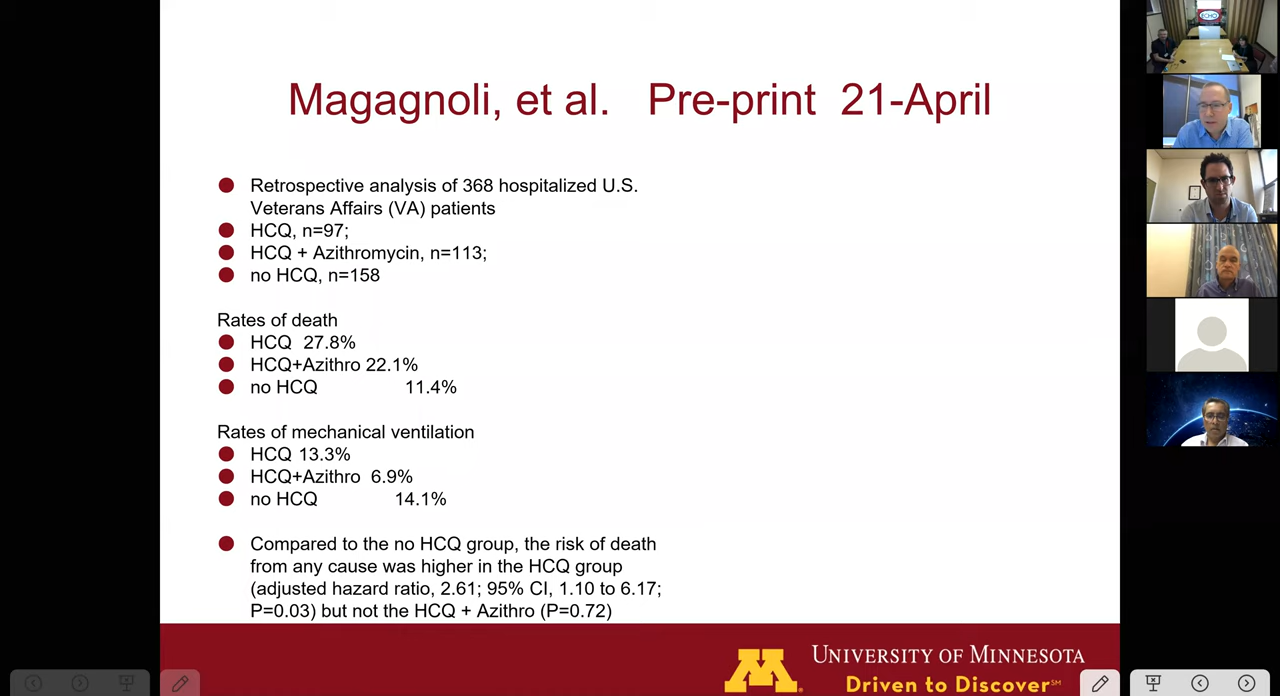 Magagnoli, et al. Pre-print 21-April
Retrospective analysis of 368 hospitalized U.S.
Veterans Affairs (VA) patients
HCQ, n=97;
HCQ + Azithromycin, n=113;
no HCQ, n=158
Rates of death
HCQ 27.8%
HCQ+Azithro 22.1%
no HCQ 11.4%
Rates of mechanical ventilation
HCQ 13.3%
HCQ+Azithro 6.9%
no HCQ 14.1%
Compared to the no HCQ group, the risk of death
from any cause was higher in the HCQ group
(adjusted hazard ratio, 2.61; 95% CI, 1.10 to 6.17;
P=0.03) but not the HCQ + Azithro (P=0.72)
M
UNIVERSITY OF MINNESOTA
Driven to Discover℠
ECHO